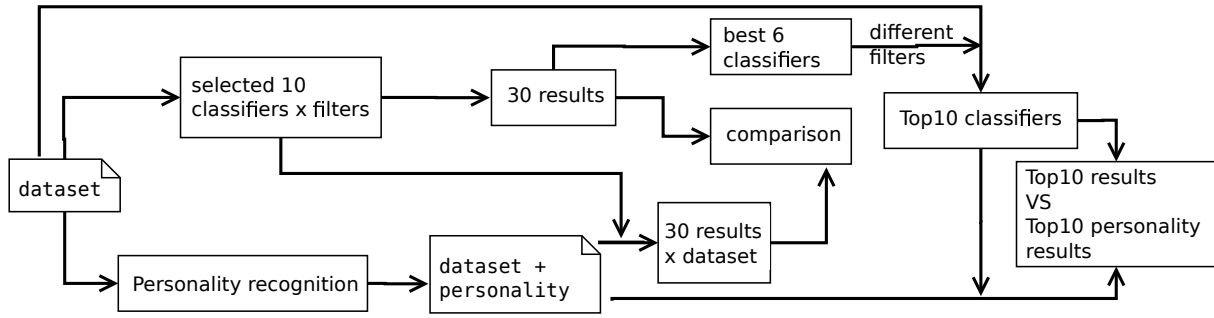 best 6
classifiers
different
filters
selected 10
classifiers x filters
30 results
Top10 classifiers
comparison
dataset
Top10 results
VS
Top10 personality
results
30 results
x dataset
dataset +
personality
Personality recognition